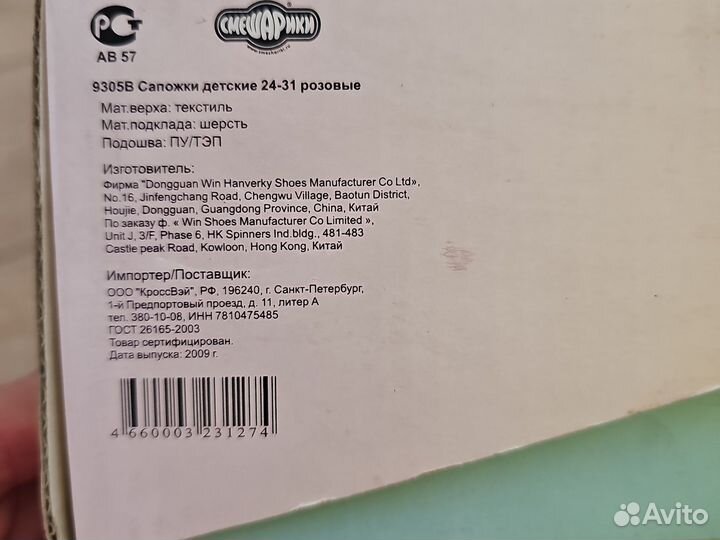 РСТ
АВ 57
СМЕШАРИКИ
www.smeshariki.ru
9305B Сапожки детские 24-31 розовые
Мат.верха: текстиль
Мат.подклада: шерсть
Подошва: ПУ/ТЭП
Изготовитель:
Фирма "Dongguan Win Hanverky Shoes Manufacturer Co Ltd»,
No.16, Jinfengchang Road, Chengwu Village, Baotun District,
Houjie, Dongguan, Guangdong Province, China, Китай
По заказу ф. « Win Shoes Manufacturer Co Limited »,
Unit J, 3/F, Phase 6, HK Spinners Ind.bldg., 481-483
Castle peak Road, Kowloon, Hong Kong, Китай
Импортер/Поставщик:
ООО "КроссВэй", РФ, 196240, г. Санкт-Петербург,
1-й Предпортовый проезд, д. 11, литер А
тел. 380-10-08, ИНН 7810475485
ГОСТ 26165-2003
Товар сертифицирован.
Дата выпуска: 2009 г.
4 660003 231274
Avito